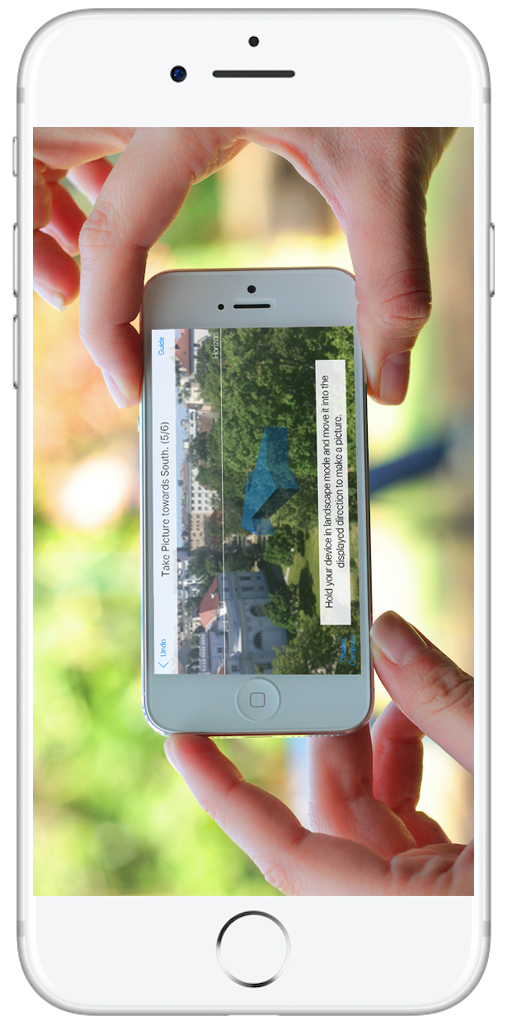 Undo
Take Picture towards South. (5/6)
Guide
Horizon
Hold your device in landscape mode and move it into the
displayed direction to make a picture.